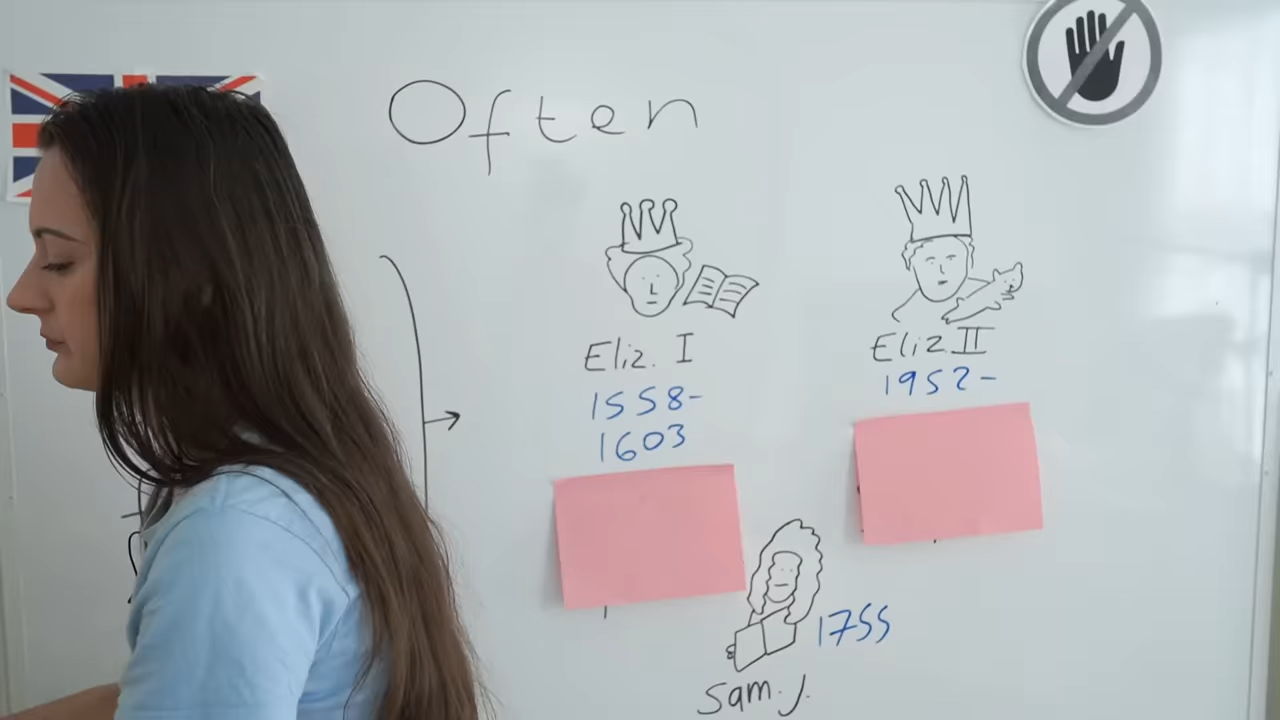 Often
Eliz. I
1558-
1603
Eliz II
1952-
1755
Sam. J.